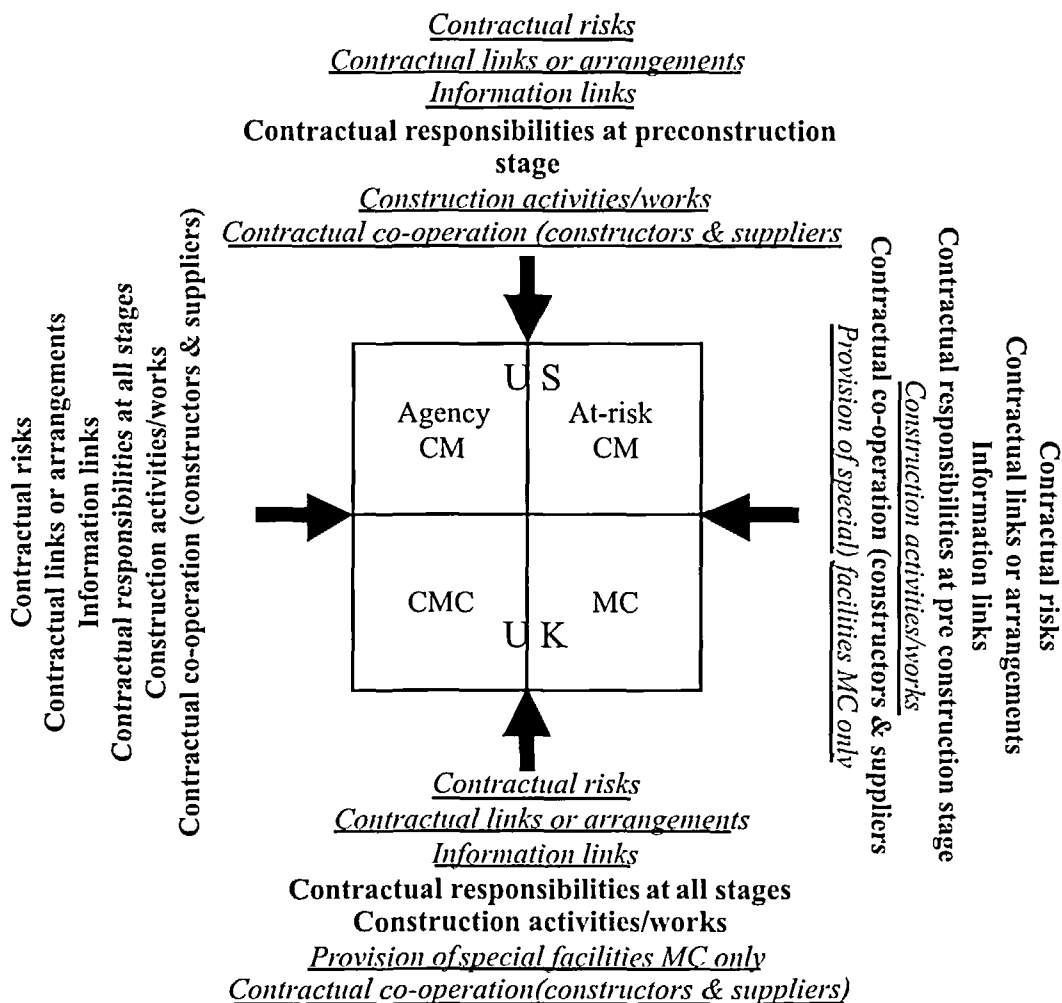 Contractual risks
Contractual links or arrangements
Information links
Contractual responsibilities at preconstruction
stage
Construction activities/works
Contractual co-operation (constructors & suppliers
Contractual risks
Contractual links or arrangements
Information links
Contractual responsibilities at all stages
Construction activities/works
Contractual co-operation (constructors & suppliers)
U S
Agency
CM
At-risk
CM
CMC
MC
U K
Contractual risks
Contractual links or arrangements
Information links
Contractual responsibilities at pre construction stage
Construction activities/works
Contractual co-operation (constructors & suppliers
Provision of special) facilities MC only
Contractual risks
Contractual links or arrangements
Information links
Contractual responsibilities at all stages
Construction activities/works
Provision of special facilities MC only
Contractual co-operation(constructors & suppliers)